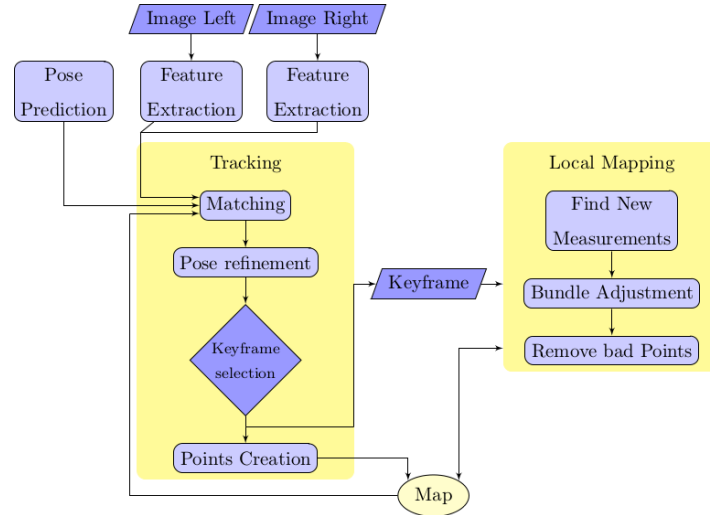 Image Left
Image Right
Pose
Prediction
Feature
Extraction
Feature
Extraction
Tracking
Matching
Pose refinement
Keyframe
selection
Points Creation
Keyframe
Map
Local Mapping
Find New
Measurements
Bundle Adjustment
Remove bad Points